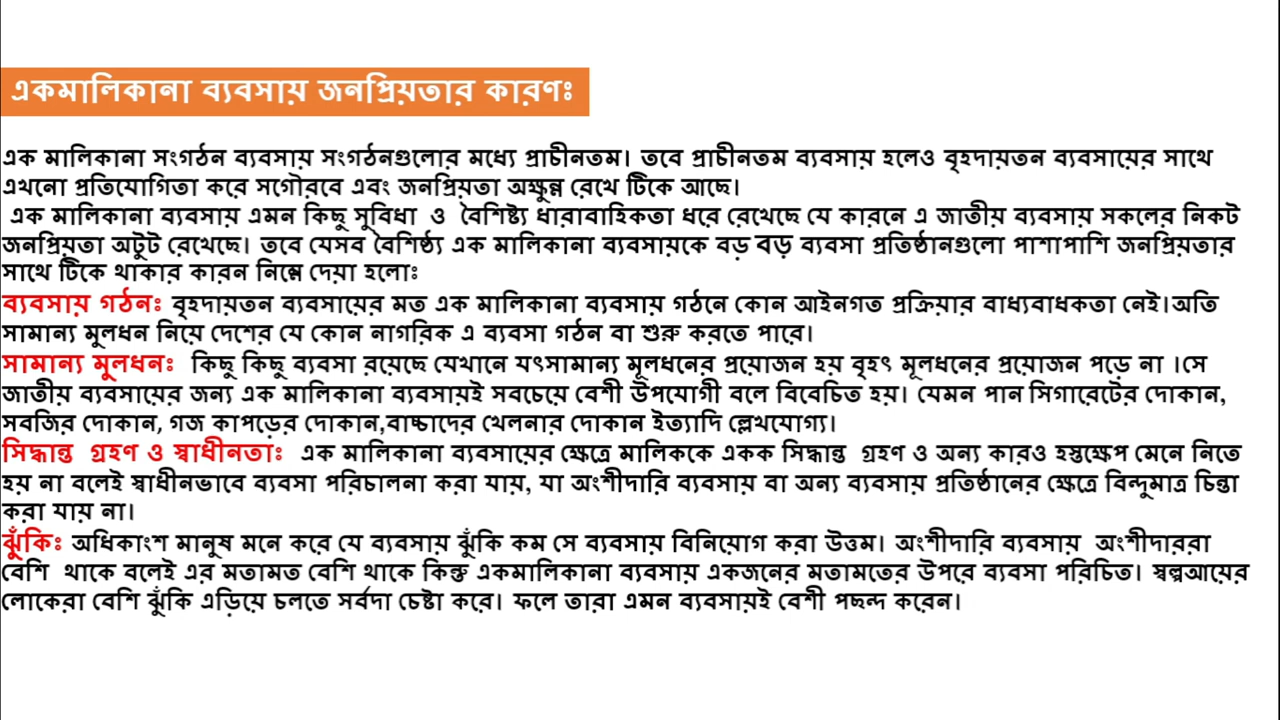 একমালিকানা ব্যবসায় জনপ্রিয়তার কারণঃ
এক মালিকানা সংগঠন ব্যবসায় সংগঠনগুলোর মধ্যে প্রাচীনতম। তবে প্রাচীনতম ব্যবসায় হলেও বৃহদায়তন ব্যবসায়ের সাথে
এখনো প্রতিযোগিতা করে সগৌরবে এবং জনপ্রিয়তা অক্ষুন্ন রেখে টিকে আছে।
এক মালিকানা ব্যবসায় এমন কিছু সুবিধা ও বৈশিষ্ট্য ধারাবাহিকতা ধরে রেখেছে যে কারনে এ জাতীয় ব্যবসায় সকলের নিকট
জনপ্রিয়তা অটুট রেখেছে। তবে যেসব বৈশিষ্ঠ্য এক মালিকানা ব্যবসায়কে বড় বড় ব্যবসা প্রতিষ্ঠানগুলো পাশাপাশি জনপ্রিয়তার
সাথে টিকে থাকার কারন নিম্নে দেয়া হলোঃ
ব্যবসায় গঠনঃ বৃহদায়তন ব্যবসায়ের মত এক মালিকানা ব্যবসায় গঠনে কোন আইনগত প্রক্রিয়ার বাধ্যবাধকতা নেই।অতি
সামান্য মুলধন নিয়ে দেশের যে কোন নাগরিক এ ব্যবসা গঠন বা শুরু করতে পারে।
সামান্য মুলধনঃ কিছু কিছু ব্যবসা রয়েছে যেখানে যৎসামান্য মূলধনের প্রয়োজন হয় বৃহৎ মূলধনের প্রয়োজন পড়ে না ।সে
জাতীয় ব্যবসায়ের জন্য এক মালিকানা ব্যবসায়ই সবচেয়ে বেশী উপযোগী বলে বিবেচিত হয়। যেমন পান সিগারেটের দোকান,
সবজির দোকান, গজ কাপড়ের দোকান,বাচ্চাদের খেলনার দোকান ইত্যাদি ল্লেখযোগ্য।
সিদ্ধান্ত গ্রহণ ও স্বাধীনতাঃ এক মালিকানা ব্যবসায়ের ক্ষেত্রে মালিককে একক সিদ্ধান্ত গ্রহণ ও অন্য কারও হস্তক্ষেপ মেনে নিতে
হয় না বলেই স্বাধীনভাবে ব্যবসা পরিচালনা করা যায়, যা অংশীদারি ব্যবসায় বা অন্য ব্যবসায় প্রতিষ্ঠানের ক্ষেত্রে বিন্দুমাত্র চিন্তা
করা যায় না।
ঝুঁকিঃ অধিকাংশ মানুষ মনে করে যে ব্যবসায় ঝুঁকি কম সে ব্যবসায় বিনিয়োগ করা উত্তম। অংশীদারি ব্যবসায় অংশীদাররা
বেশি থাকে বলেই এর মতামত বেশি থাকে কিন্তু একমালিকানা ব্যবসায় একজনের মতামতের উপরে ব্যবসা পরিচিত। স্বল্পআয়ের
লোকেরা বেশি ঝুঁকি এড়িয়ে চলতে সর্বদা চেষ্টা করে। ফলে তারা এমন ব্যবসায়ই বেশী পছন্দ করেন।